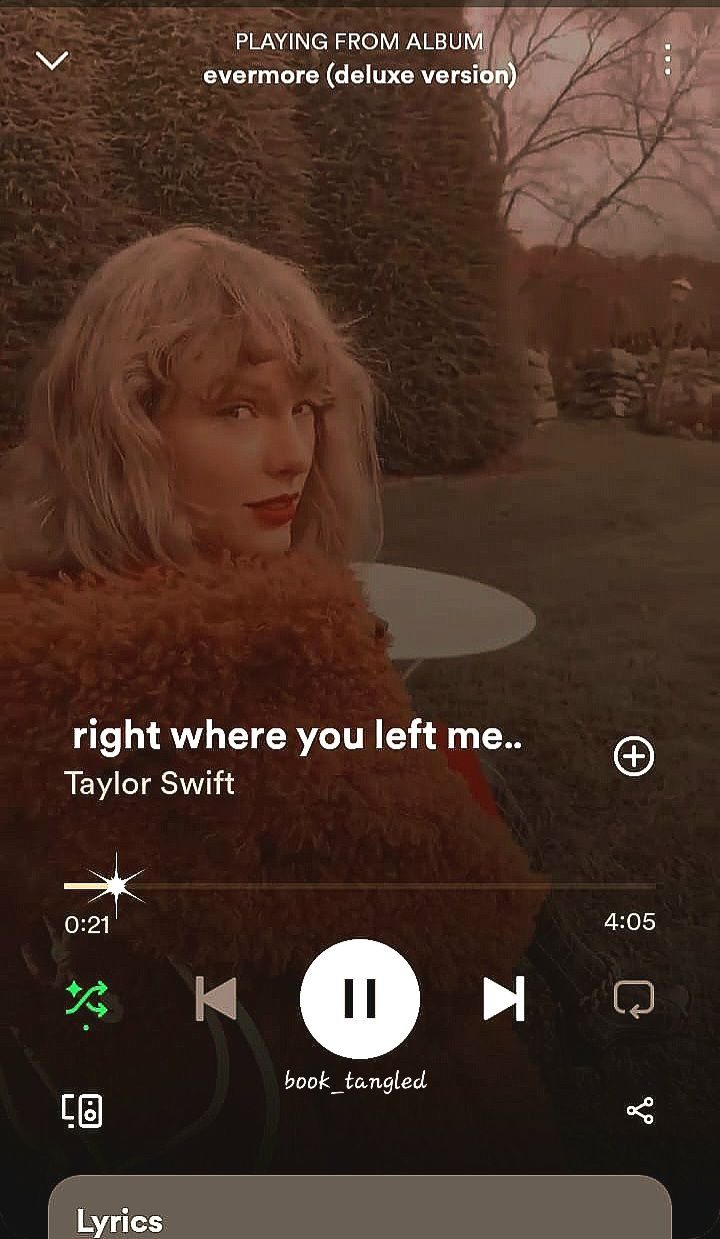 PLAYING FROM ALBUM
evermore (deluxe version)
right where you left me..
Taylor Swift
0:21 4:05
book_tangled
Lyrics